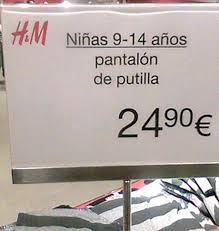 H&M
Niñas 9-14 años
pantalón
de putilla
24,90€